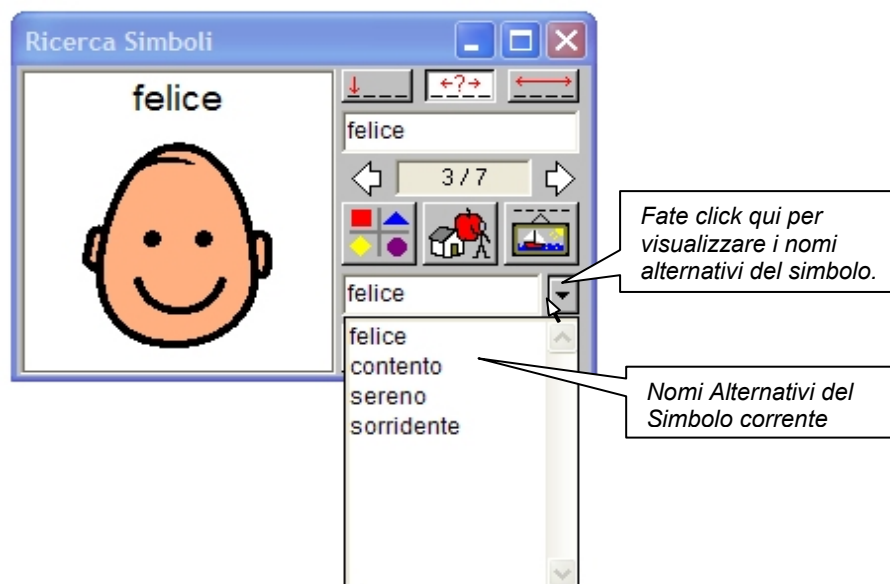 Ricerca Simboli
felice
←?→
felice
3 / 7
felice
felice
contento
sereno
sorridente
Fate click qui per
visualizzare i nomi
alternativi del simbolo.
Nomi Alternativi del
Simbolo corrente